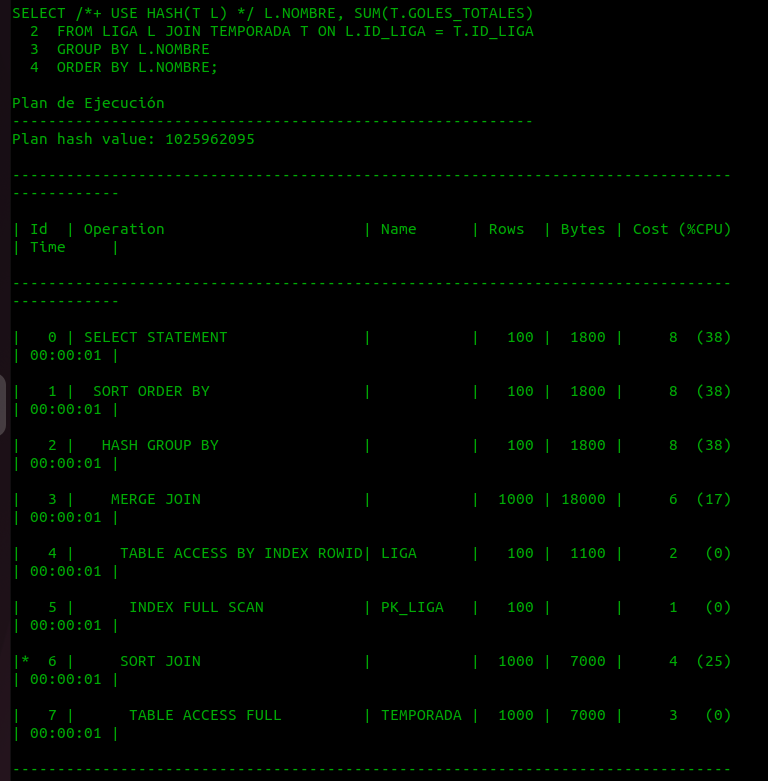 SELECT /*+ USE HASH(T L) */ L.NOMBRE, SUM(T.GOLES_TOTALES)
  2  FROM LIGA L JOIN TEMPORADA T ON L.ID_LIGA = T.ID_LIGA
  3  GROUP BY L.NOMBRE
  4  ORDER BY L.NOMBRE;

Plan de Ejecución
----------------------------------------------------------
Plan hash value: 1025962095

--------------------------------------------------------------------------------
------------

| Id  | Operation                      | Name      | Rows  | Bytes | Cost (%CPU)
| Time     |

--------------------------------------------------------------------------------
------------

|   0 | SELECT STATEMENT               |           |   100 |  1800 |     8  (38)
| 00:00:01 |

|   1 |  SORT ORDER BY                 |           |   100 |  1800 |     8  (38)
| 00:00:01 |

|   2 |   HASH GROUP BY                |           |   100 |  1800 |     8  (38)
| 00:00:01 |

|   3 |    MERGE JOIN                  |           |  1000 | 18000 |     6  (17)
| 00:00:01 |

|   4 |     TABLE ACCESS BY INDEX ROWID| LIGA      |   100 |  1100 |     2   (0)
| 00:00:01 |

|   5 |      INDEX FULL SCAN           | PK_LIGA   |   100 |       |     1   (0)
| 00:00:01 |

|*  6 |     SORT JOIN                  |           |  1000 |  7000 |     4  (25)
| 00:00:01 |

|   7 |      TABLE ACCESS FULL         | TEMPORADA |  1000 |  7000 |     3   (0)
| 00:00:01 |

--------------------------------------------------------------------------------